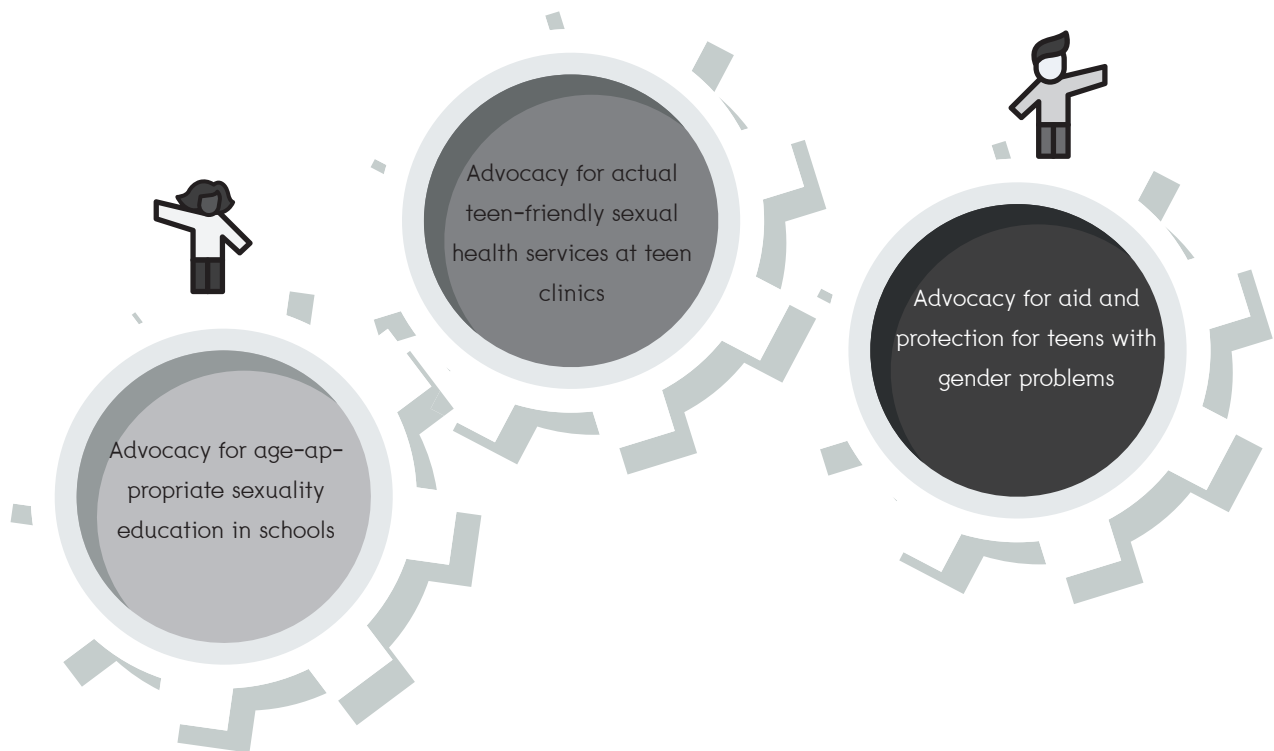 Advocacy for age-ap-
propriate sexuality
education in schools
Advocacy for actual
teen-friendly sexual
health services at teen
clinics
Advocacy for aid and
protection for teens with
gender problems